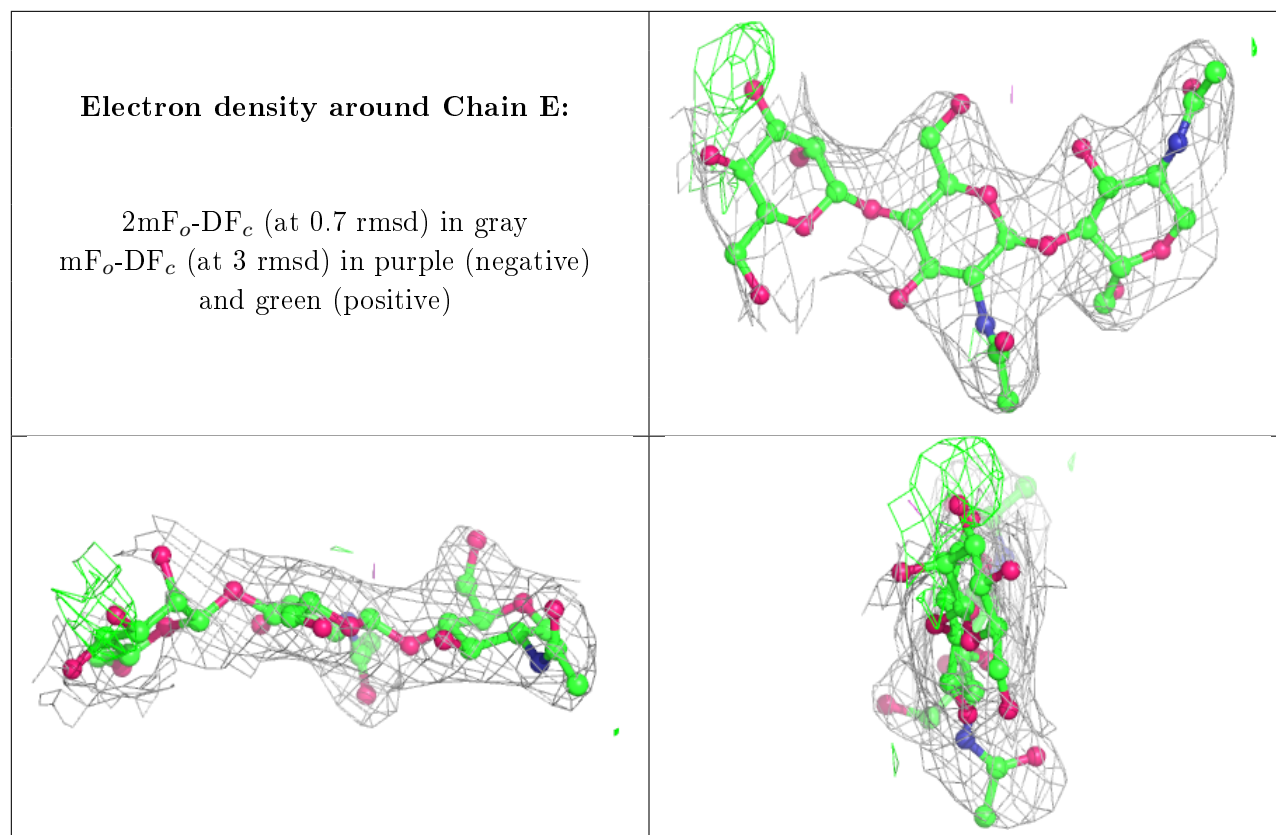 Electron density around Chain E:
2mFₒ-DF𝒸 (at 0.7 rmsd) in gray
mFₒ-DF𝒸 (at 3 rmsd) in purple (negative)
and green (positive)